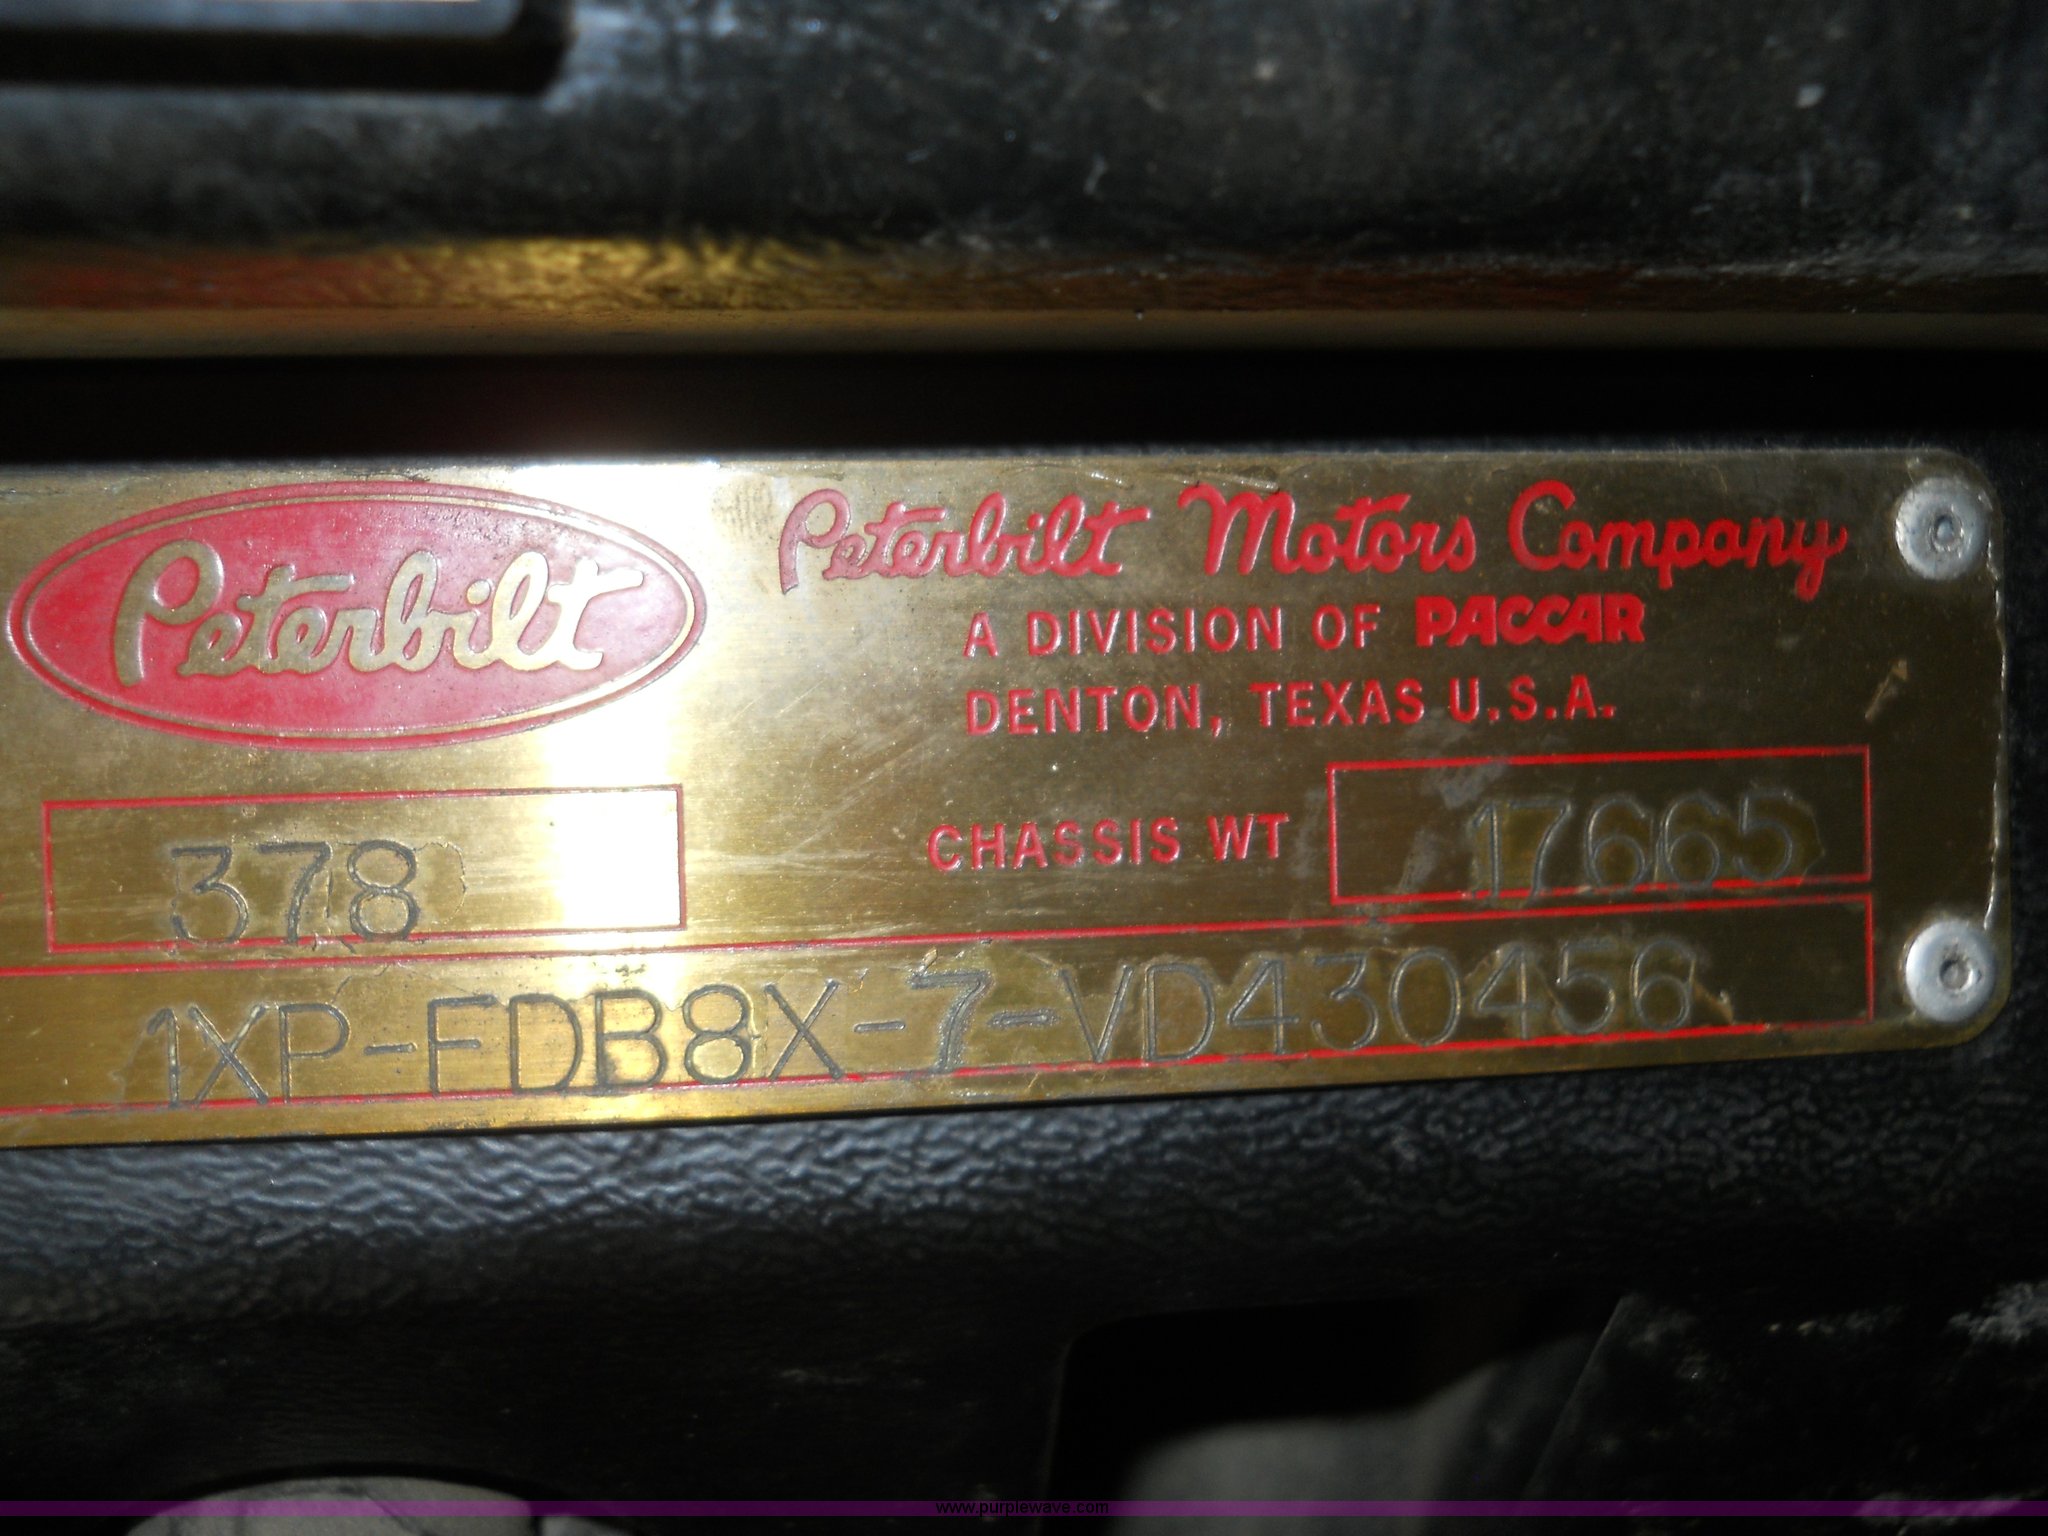 Peterbilt
Peterbilt Motors Company
A DIVISION OF PACCAR
DENTON, TEXAS U.S.A.
378
CHASSIS WT 17665
1XP-FDB8X-7-VD430456
www.purplewave.com